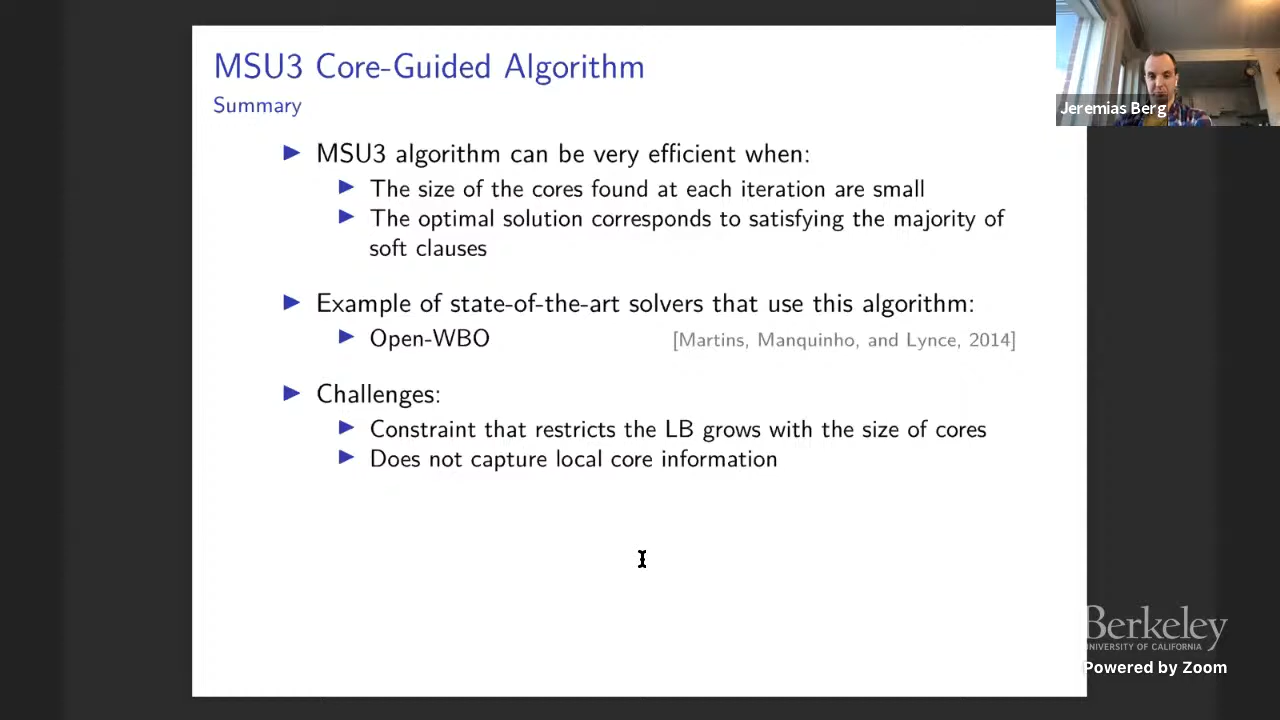 MSU3 Core-Guided Algorithm
Summary
MSU3 algorithm can be very efficient when:
The size of the cores found at each iteration are small
The optimal solution corresponds to satisfying the majority of
soft clauses
Example of state-of-the-art solvers that use this algorithm:
Open-WBO [Martins, Manquinho, and Lynce, 2014]
Challenges:
Constraint that restricts the LB grows with the size of cores
Does not capture local core information
Jeremias Berg
Berkeley
UNIVERSITY OF CALIFORNIA
Powered by Zoom